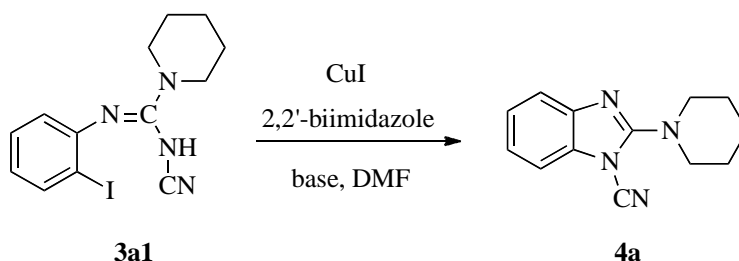 N
N
C
NH
I
CN
3a1
CuI
2,2'-biimidazole
base, DMF
N
N
N
CN
4a